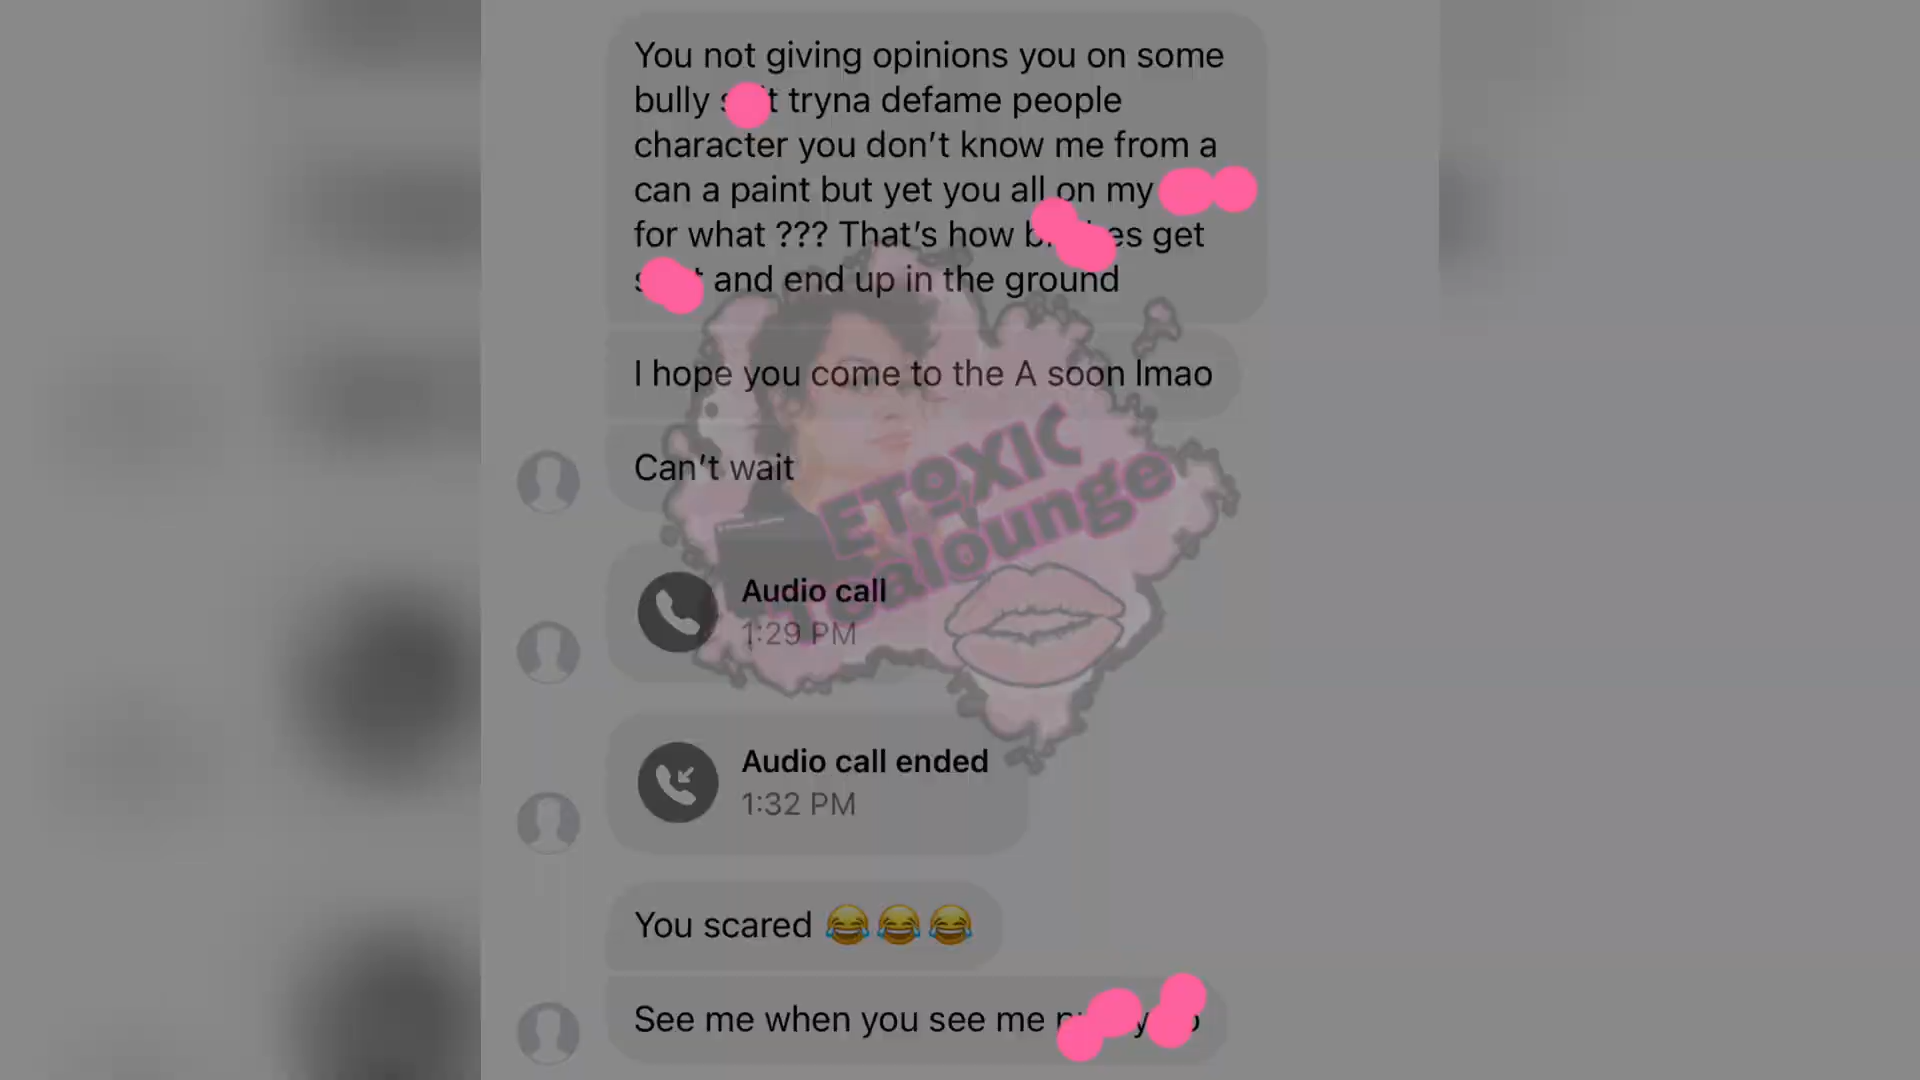 You not giving opinions you on some
bully tryna defame people
character you don't know me from a
can a paint but yet you all on my
for what ??? That's how get
and end up in the ground
I hope you come to the A soon lmao
Can't wait
ETOXIC
Tealounge
Audio call
1:29 PM
Audio call ended
1:32 PM
You scared 😂😂😂
See me when you see me